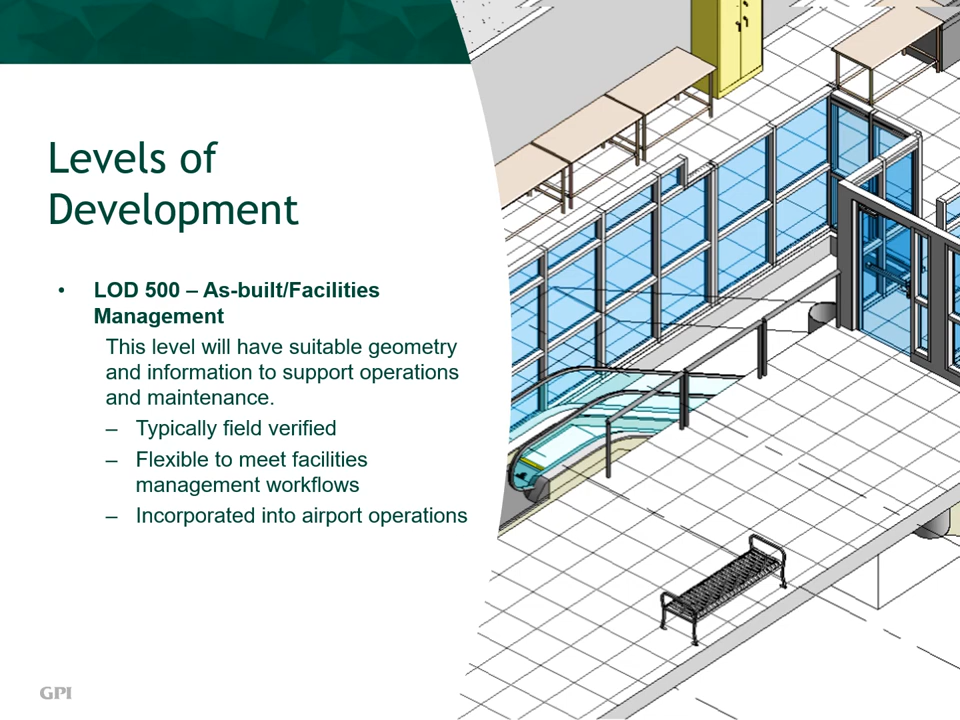 Levels of
Development
• LOD 500 – As-built/Facilities
Management
This level will have suitable geometry
and information to support operations
and maintenance.
– Typically field verified
– Flexible to meet facilities
management workflows
– Incorporated into airport operations
GPI